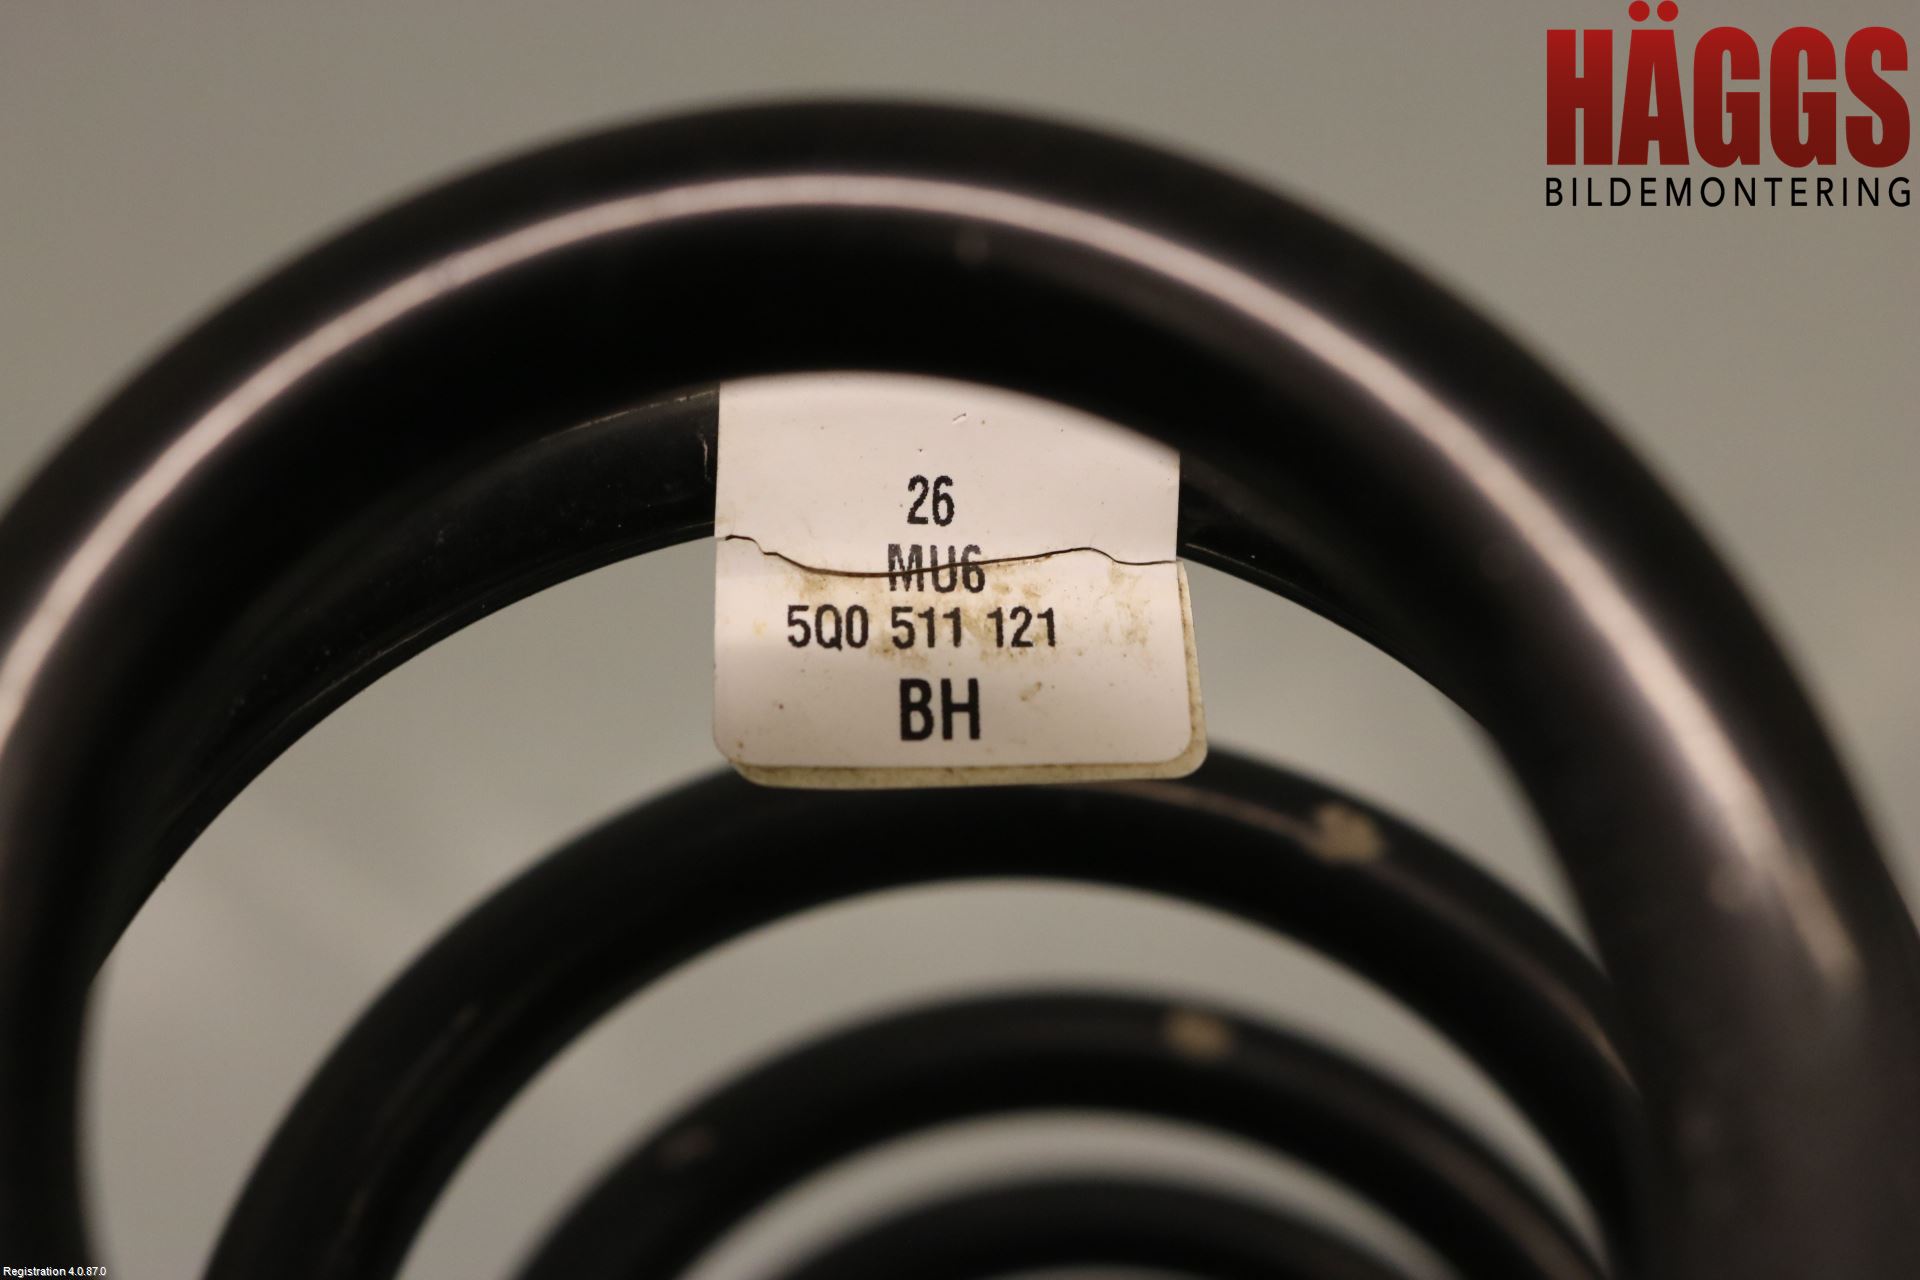 HÄGGS
BILDEMONTERING
26
MU6
5Q0 511 121
BH
Registration 4.0.87.0